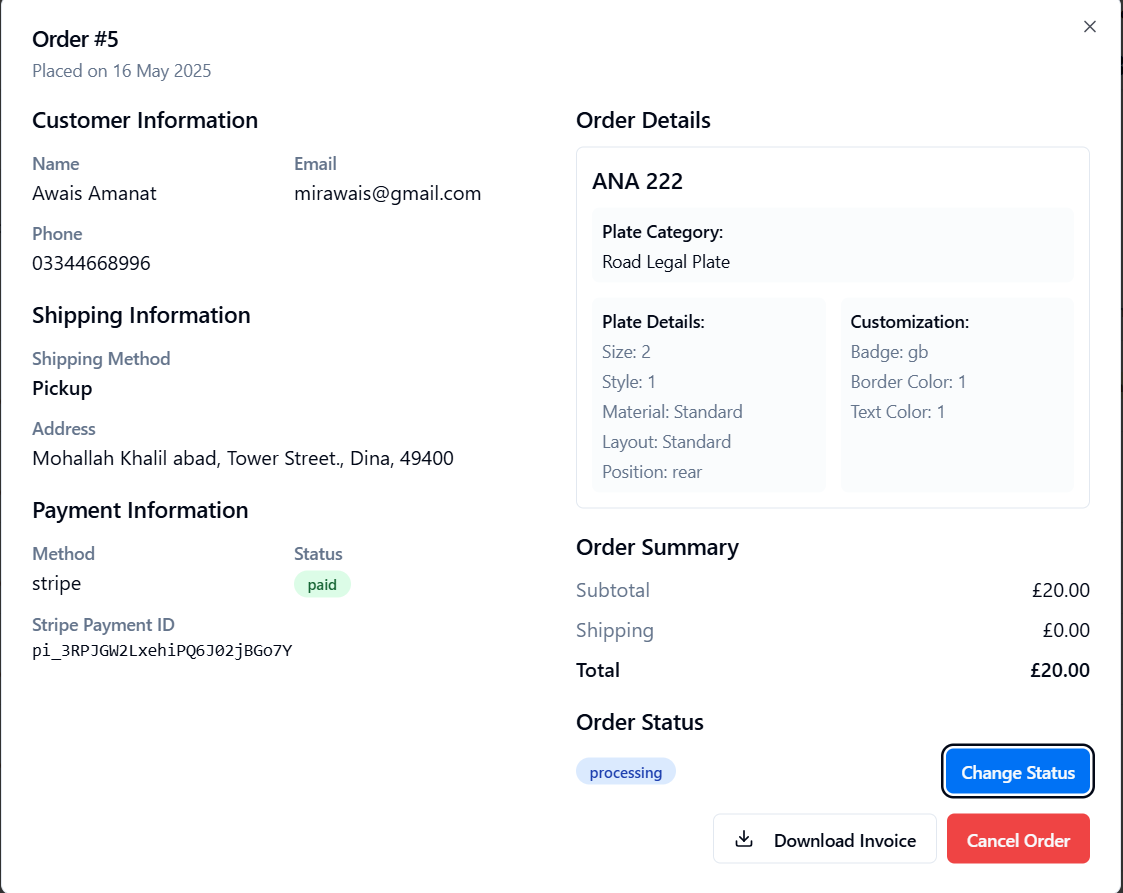 Order #5
Placed on 16 May 2025
Customer Information
Name
Email
Awais Amanat
mirawais@gmail.com
Phone
03344668996
Shipping Information
Shipping Method
Pickup
Address
Mohallah Khalil abad, Tower Street., Dina, 49400
Payment Information
Method
Status
stripe
paid
Stripe Payment ID
pi_3RPJGW2LxehiPQ6J02jBGo7Y
Order Details
ANA 222
Plate Category:
Road Legal Plate
Plate Details:
Size: 2
Style: 1
Material: Standard
Layout: Standard
Position: rear
Customization:
Badge: gb
Border Color: 1
Text Color: 1
Order Summary
Subtotal
£20.00
Shipping
£0.00
Total
£20.00
Order Status
processing
Change Status
Download Invoice
Cancel Order